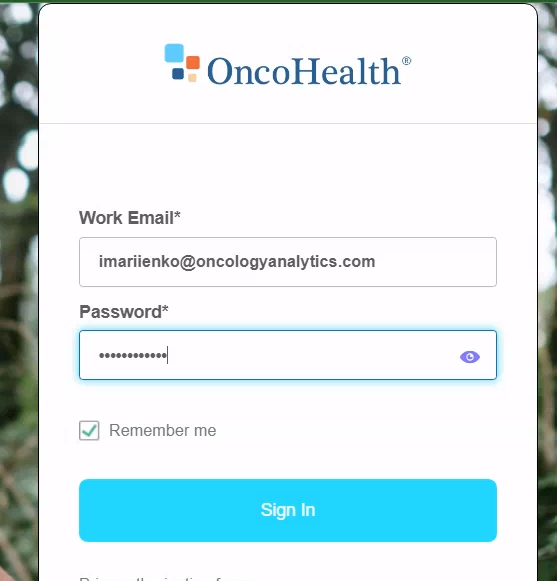 OncoHealth®
Work Email*
imariienko@oncologyanalytics.com
Password*
••••••••••••
Remember me
Sign In